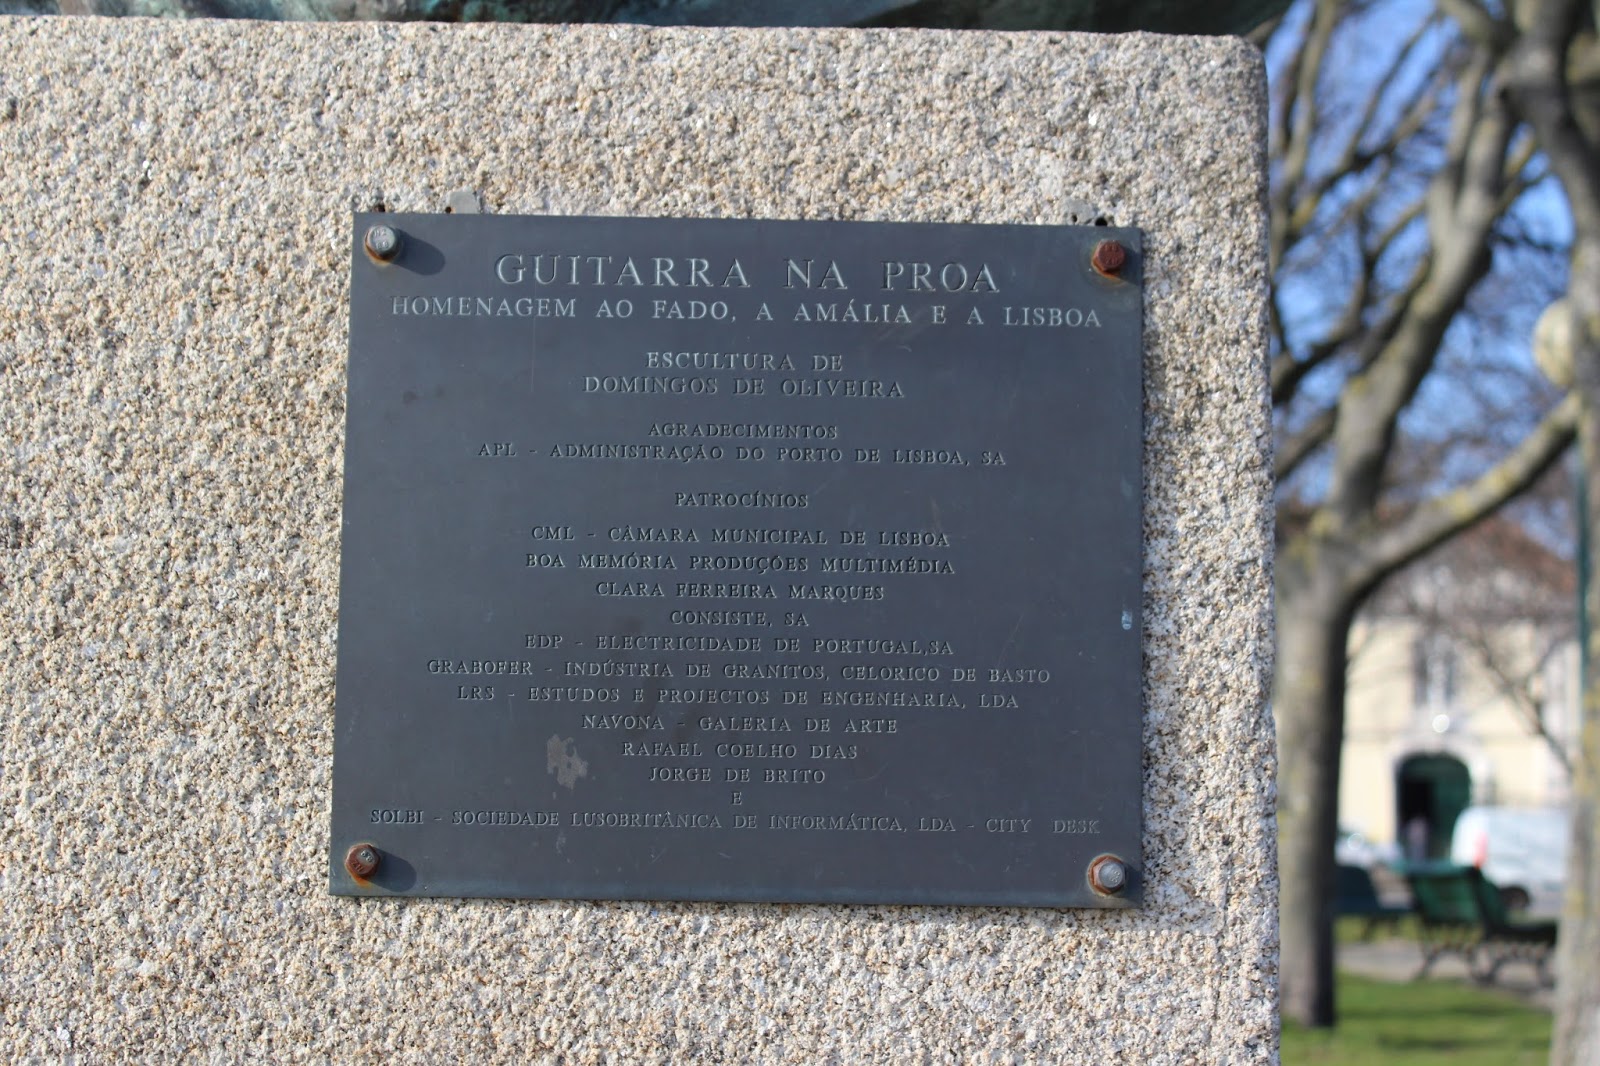 GUITARRA NA PROA
HOMENAGEM AO FADO, A AMÁLIA E A LISBOA
ESCULTURA DE
DOMINGOS DE OLIVEIRA
AGRADECIMENTOS
APL - ADMINISTRAÇÃO DO PORTO DE LISBOA, SA
PATROCÍNIOS
CML - CÂMARA MUNICIPAL DE LISBOA
BOA MEMÓRIA PRODUÇÕES MULTIMÉDIA
CLARA FERREIRA MARQUES
CONSISTE, SA
EDP - ELECTRICIDADE DE PORTUGAL,SA
GRABOFER - INDÚSTRIA DE GRANITOS, CELORICO DE BASTO
LRS - ESTUDOS E PROJECTOS DE ENGENHARIA, LDA
NAVONA - GALERIA DE ARTE
RAFAEL COELHO DIAS
JORGE DE BRITO
E
SOLBI - SOCIEDADE LUSOBRITÂNICA DE INFORMÁTICA, LDA - CITY DESK